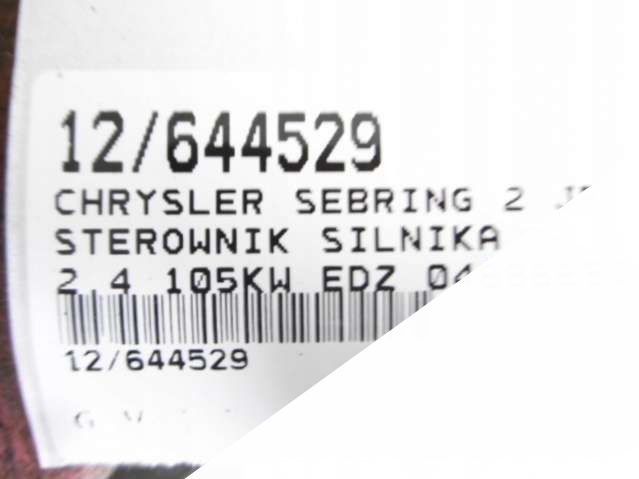 12/644529
CHRYSLER SEBRING 2
STEROWNIK SILNIKA
2.4 105KW EDZ
12/644529
G V